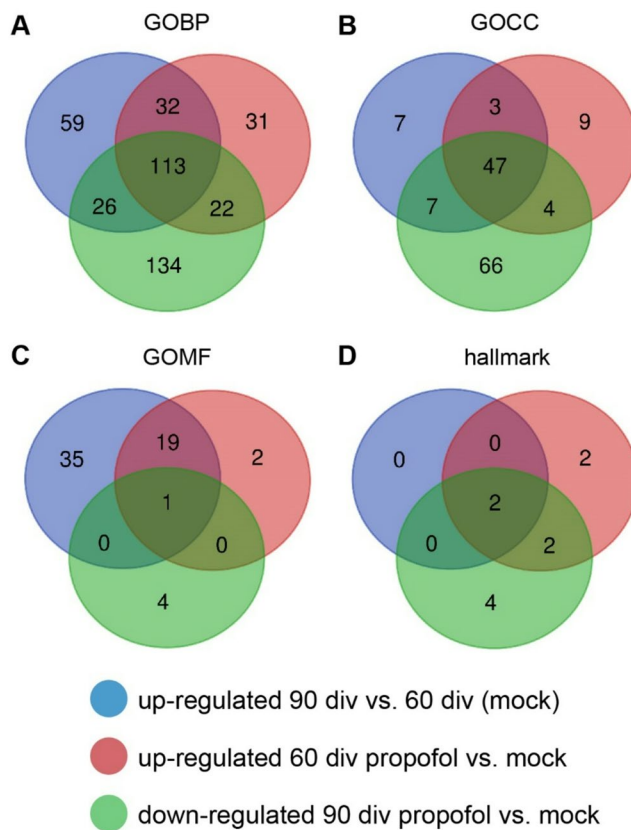 A GOBP
B GOCC
59 32 31
7 3 9
113
47
26 22
7 4
134
66
C GOMF
D hallmark
35 19 2
0 0 2
1
2
0 0
0 2
4
4
up-regulated 90 div vs. 60 div (mock)
up-regulated 60 div propofol vs. mock
down-regulated 90 div propofol vs. mock